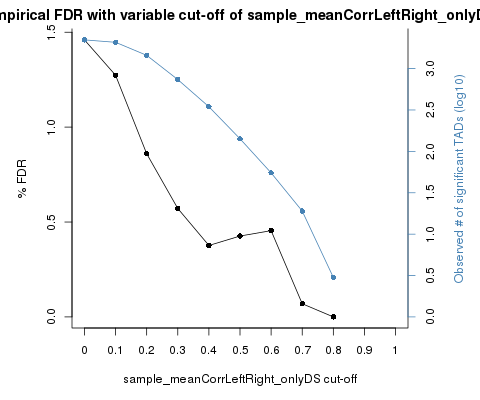 mpirical FDR with variable cut-off of sample_meanCorrLeftRight_onlyD
% FDR
1.5
1.0
0.5
0.0
3.0
2.5
2.0
1.5
1.0
0.5
0.0
Observed # of significant TADs (log10)
0 0.1 0.2 0.3 0.4 0.5 0.6 0.7 0.8 0.9 1
sample_meanCorrLeftRight_onlyDS cut-off